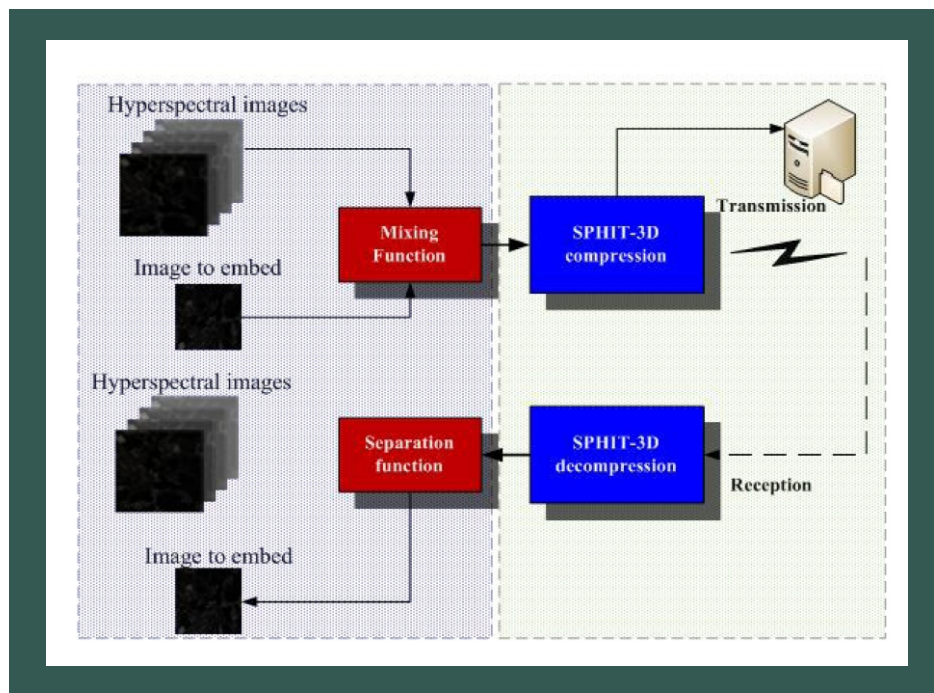 Hyperspectral images
Mixing
Function
Image to embed
SPHIT-3D
compression
Transmission
Hyperspectral images
Separation
function
SPHIT-3D
decompression
Reception
Image to embed